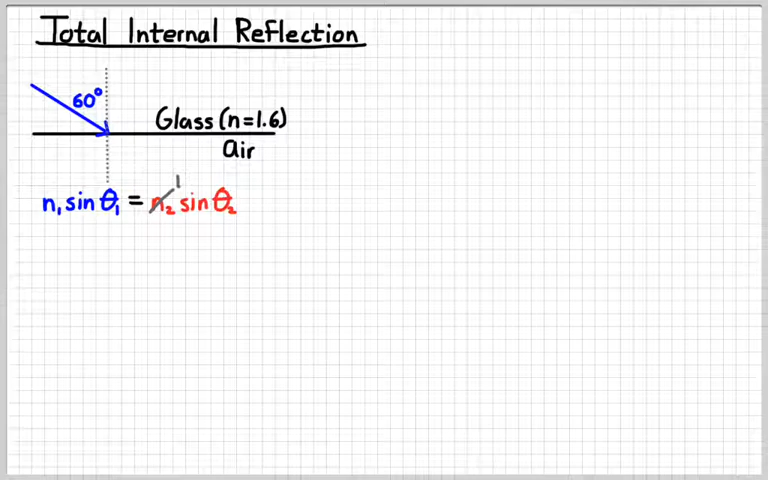 Total Internal Reflection
60°
Glass (n=1.6)
air
1
n₁ sin θ₁ = n₂ sin θ₂